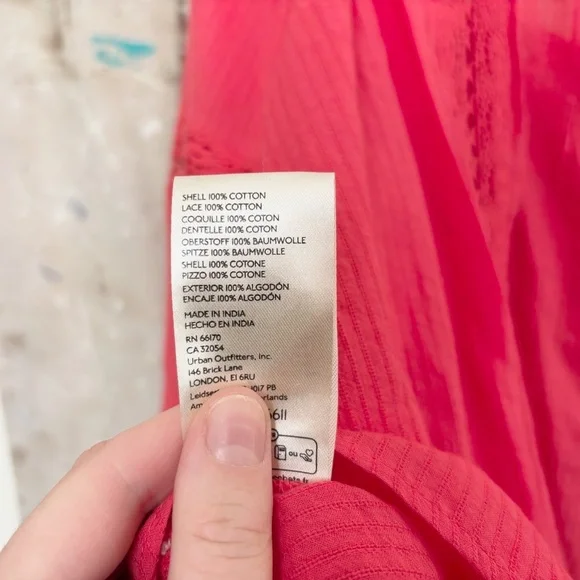 SHELL 100% COTTON
LACE 100% COTTON
COQUILLE 100% COTON
DENTELLE 100% COTON
OBERSTOFF 100% BAUMWOLLE
SPITZE 100% BAUMWOLLE
SHELL 100% COTONE
PIZZO 100% COTONE
EXTERIOR 100% ALGODÓN
ENCAJE 100% ALGODÓN
MADE IN INDIA
HECHO EN INDIA
RN 66170
CA 32054
Urban Outfitters, Inc.
146 Brick Lane
LONDON, E1 6RU
PB
ou